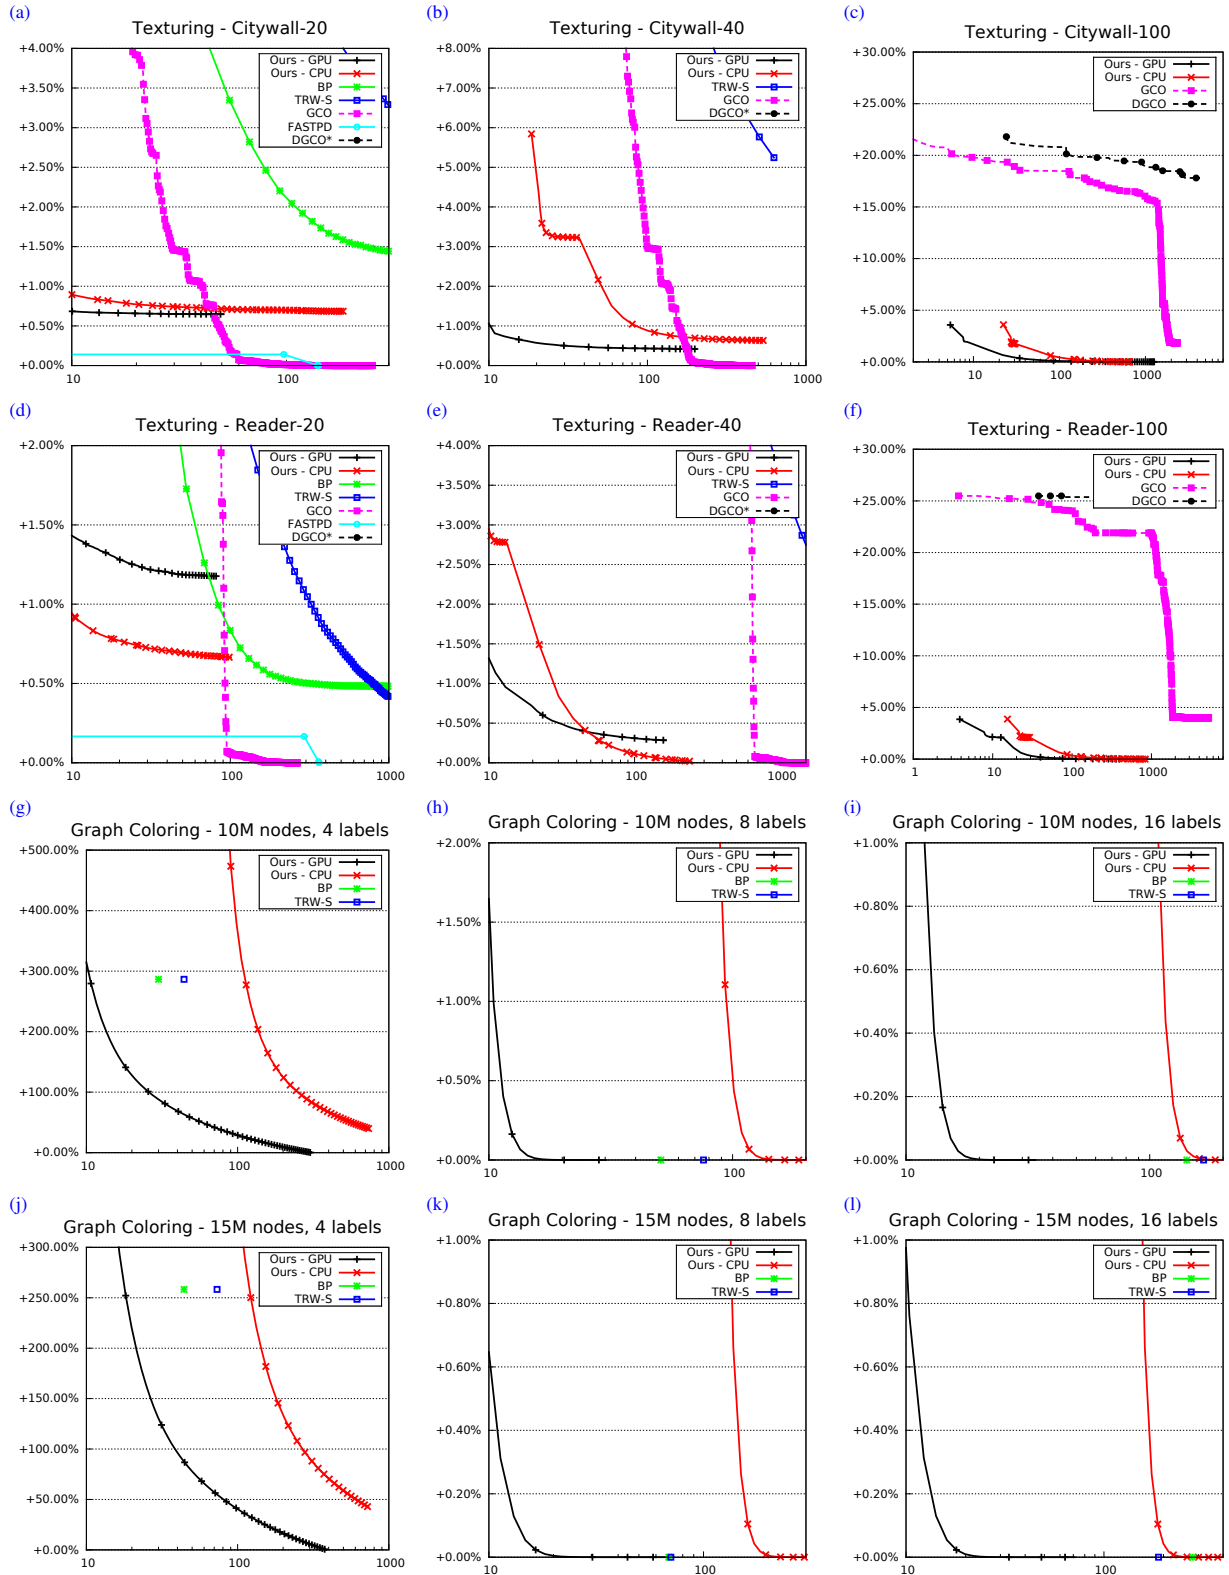 (a)
Texturing - Citywall-20
+4.00%
+3.50%
+3.00%
+2.50%
+2.00%
+1.50%
+1.00%
+0.50%
+0.00%
10
100
1000
Ours - GPU
Ours - CPU
BP
TRW-S
GCO
FASTPD
DGCO*
(b)
Texturing - Citywall-40
+8.00%
+7.00%
+6.00%
+5.00%
+4.00%
+3.00%
+2.00%
+1.00%
+0.00%
10
100
1000
Ours - GPU
Ours - CPU
TRW-S
GCO
DGCO*
(c)
Texturing - Citywall-100
+30.00%
+25.00%
+20.00%
+15.00%
+10.00%
+5.00%
+0.00%
10
100
1000
Ours - GPU
Ours - CPU
GCO
DGCO
(d)
Texturing - Reader-20
+2.00%
+1.50%
+1.00%
+0.50%
+0.00%
10
100
1000
Ours - GPU
Ours - CPU
BP
TRW-S
GCO
FASTPD
DGCO*
(e)
Texturing - Reader-40
+4.00%
+3.50%
+3.00%
+2.50%
+2.00%
+1.50%
+1.00%
+0.50%
+0.00%
10
100
1000
Ours - GPU
Ours - CPU
TRW-S
GCO
DGCO*
(f)
Texturing - Reader-100
+30.00%
+25.00%
+20.00%
+15.00%
+10.00%
+5.00%
+0.00%
1
10
100
1000
Ours - GPU
Ours - CPU
GCO
DGCO
(g)
Graph Coloring - 10M nodes, 4 labels
+500.00%
+400.00%
+300.00%
+200.00%
+100.00%
+0.00%
10
100
1000
Ours - GPU
Ours - CPU
BP
TRW-S
(h)
Graph Coloring - 10M nodes, 8 labels
+2.00%
+1.50%
+1.00%
+0.50%
+0.00%
10
100
Ours - GPU
Ours - CPU
BP
TRW-S
(i)
Graph Coloring - 10M nodes, 16 labels
+1.00%
+0.80%
+0.60%
+0.40%
+0.20%
+0.00%
10
100
Ours - GPU
Ours - CPU
BP
TRW-S
(j)
Graph Coloring - 15M nodes, 4 labels
+300.00%
+250.00%
+200.00%
+150.00%
+100.00%
+50.00%
+0.00%
10
100
1000
Ours - GPU
Ours - CPU
BP
TRW-S
(k)
Graph Coloring - 15M nodes, 8 labels
+1.00%
+0.80%
+0.60%
+0.40%
+0.20%
+0.00%
10
100
Ours - GPU
Ours - CPU
BP
TRW-S
(l)
Graph Coloring - 15M nodes, 16 labels
+1.00%
+0.80%
+0.60%
+0.40%
+0.20%
+0.00%
10
100
Ours - GPU
Ours - CPU
BP
TRW-S